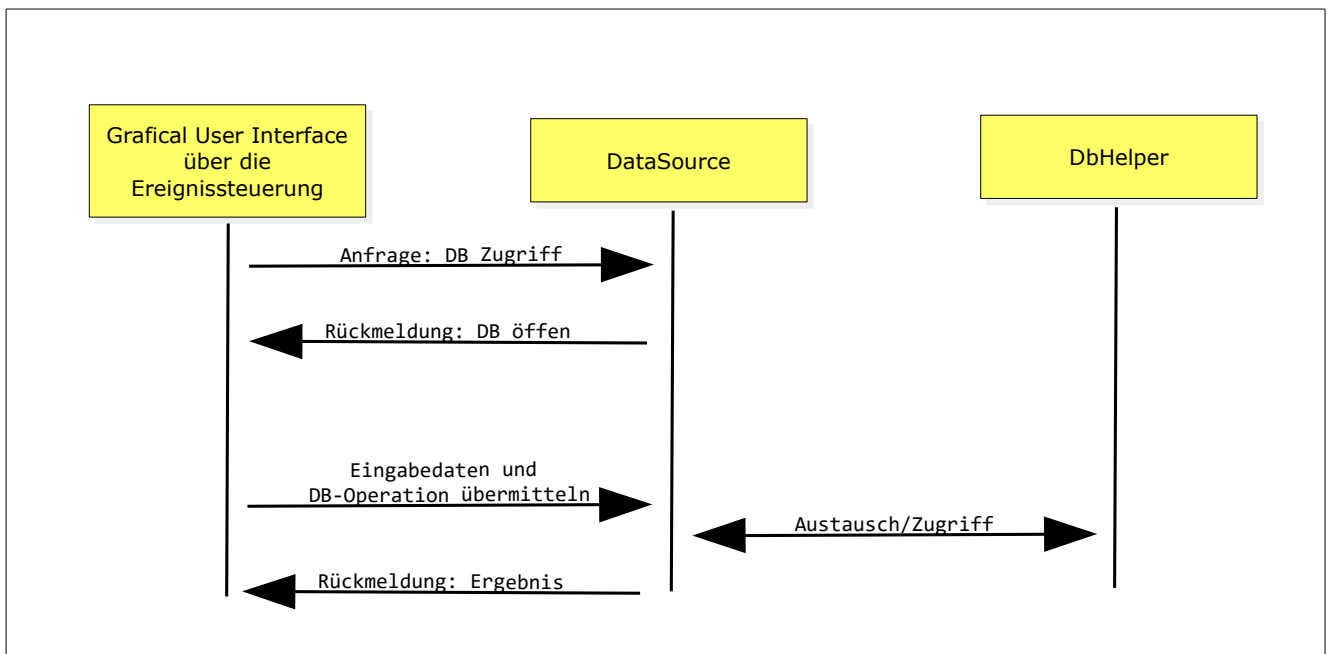 Grafical User Interface
über die
Ereignissteuerung
DataSource
DbHelper
Anfrage: DB Zugriff
Rückmeldung: DB öffen
Eingabedaten und
DB-Operation übermitteln
Austausch/Zugriff
Rückmeldung: Ergebnis